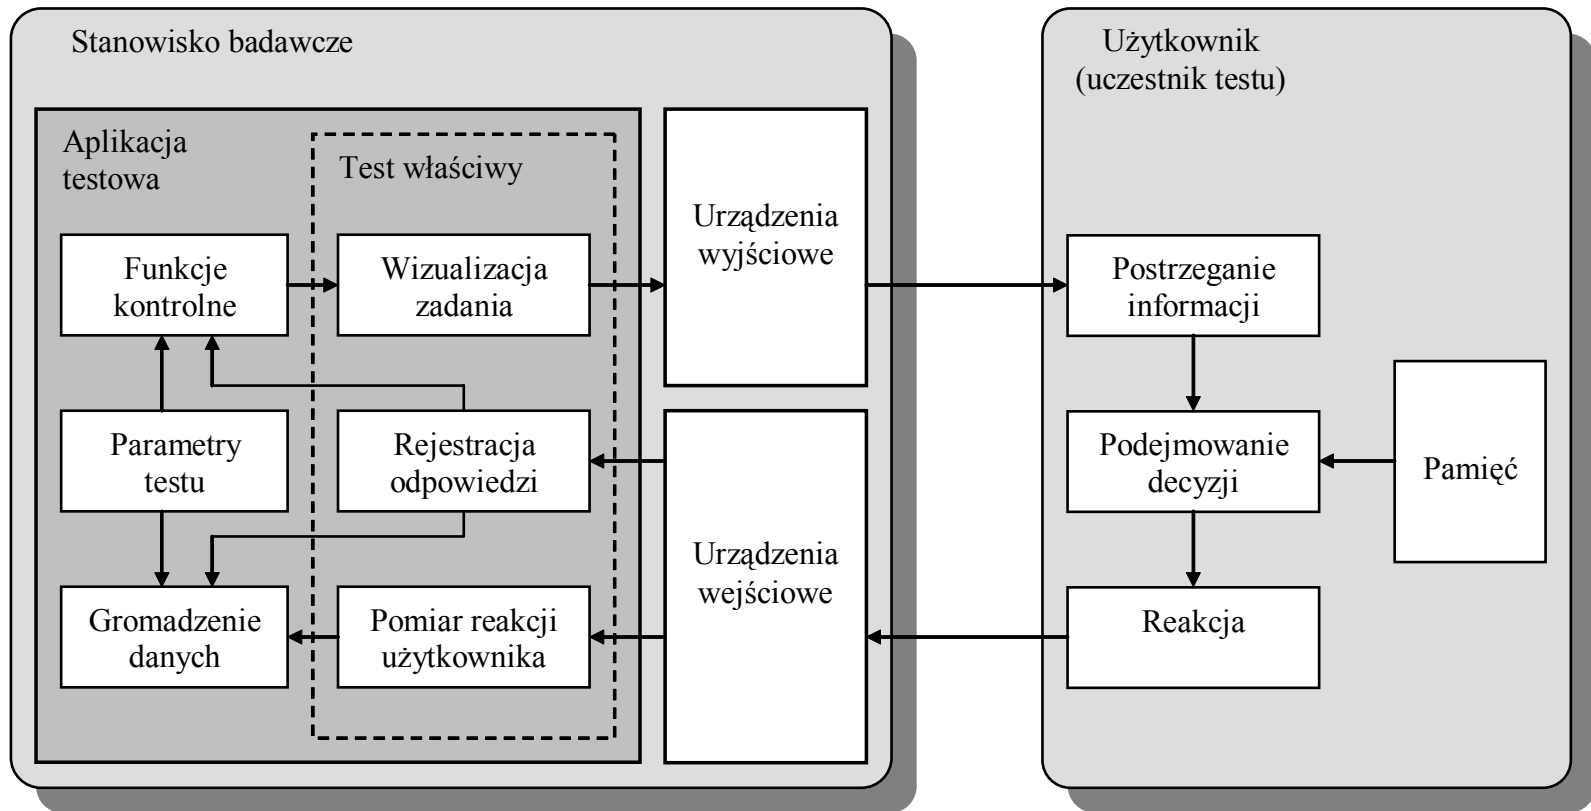 Stanowisko badawcze
Aplikacja
testowa
Test właściwy
Funkcje
kontrolne
Wizualizacja
zadania
Parametry
testu
Rejestracja
odpowiedzi
Gromadzenie
danych
Pomiar reakcji
użytkownika
Urządzenia
wyjściowe
Urządzenia
wejściowe
Użytkownik
(uczestnik testu)
Postrzeganie
informacji
Podejmowanie
decyzji
Pamięć
Reakcja